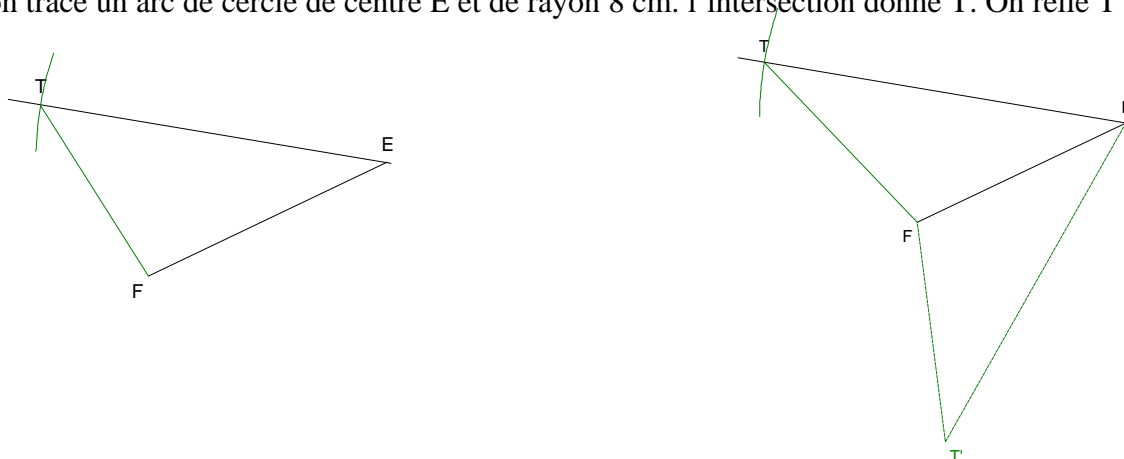 on trace un arc de cercle de centre E et de rayon 8 cm. l'intersection donne T. On relie T
T
T
E
F
F
T'